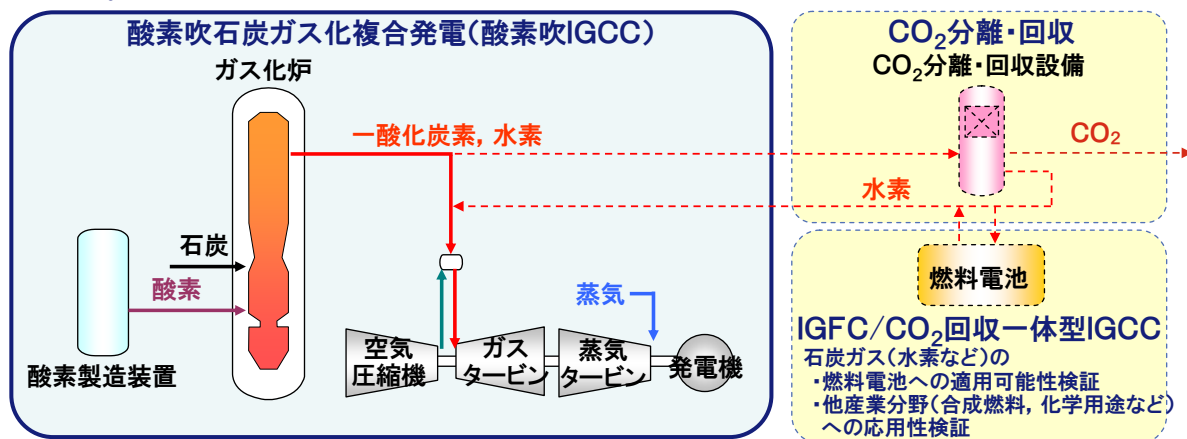 酸素吹石炭ガス化複合発電(酸素吹IGCC)
ガス化炉
一酸化炭素, 水素
石炭
酸素
酸素製造装置
蒸気
空気
圧縮機
ガス
タービン
蒸気
タービン
発電機
CO₂分離・回収
CO₂分離・回収設備
CO₂
水素
燃料電池
IGFC/CO₂回収一体型IGCC
石炭ガス(水素など)の
・燃料電池への適用可能性検証
・他産業分野(合成燃料, 化学用途など)
への応用性検証